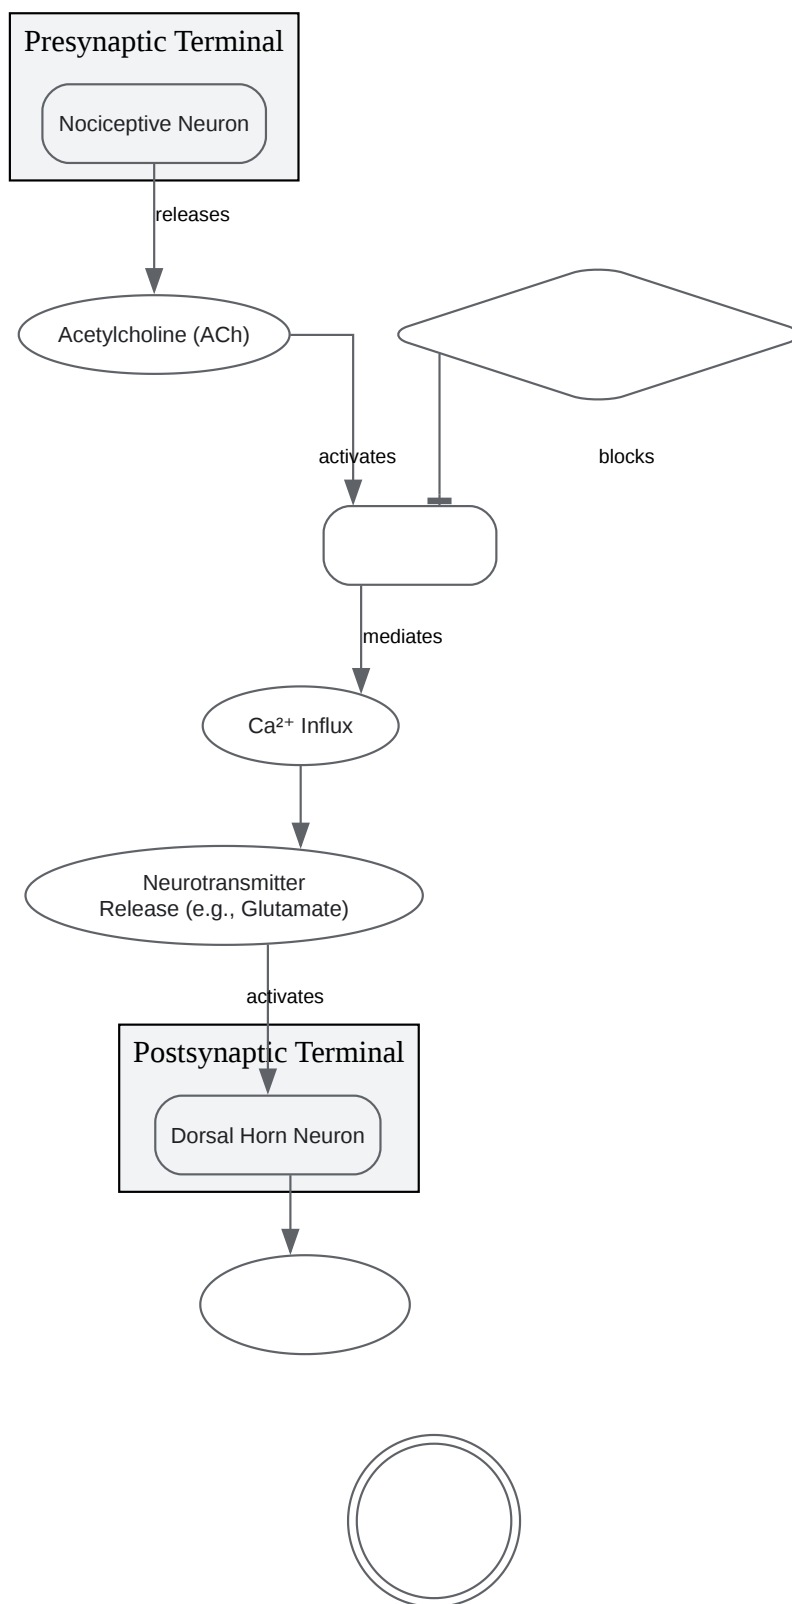 Presynaptic Terminal
Nociceptive Neuron
releases
Acetylcholine (ACh)
activates
blocks
mediates
Ca²⁺ Influx
Neurotransmitter
Release (e.g., Glutamate)
activates
Postsynaptic Terminal
Dorsal Horn Neuron